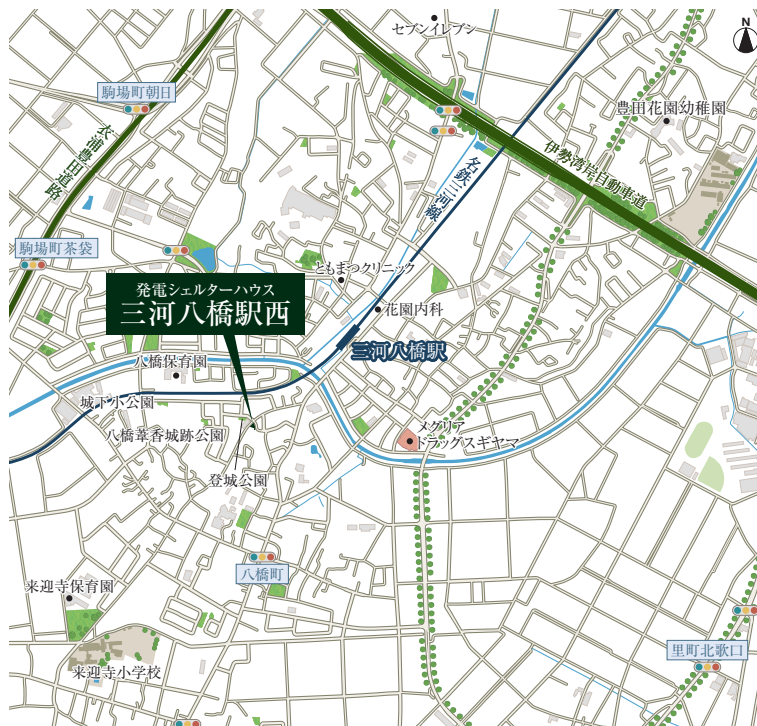 セブンイレブン
N
駒場町朝日
豊田花園幼稚園
衣浦豊田道路
名鉄三河線
伊勢湾岸自動車道
駒場町茶袋
ともまつクリニック
発電シェルターハウス
三河八橋駅西
花園内科
三河八橋駅
八橋保育園
城下小公園
八橋葦香城跡公園
メグリア
ドラッグスギヤマ
登城公園
八橋町
来迎寺保育園
里町北歌口
来迎寺小学校